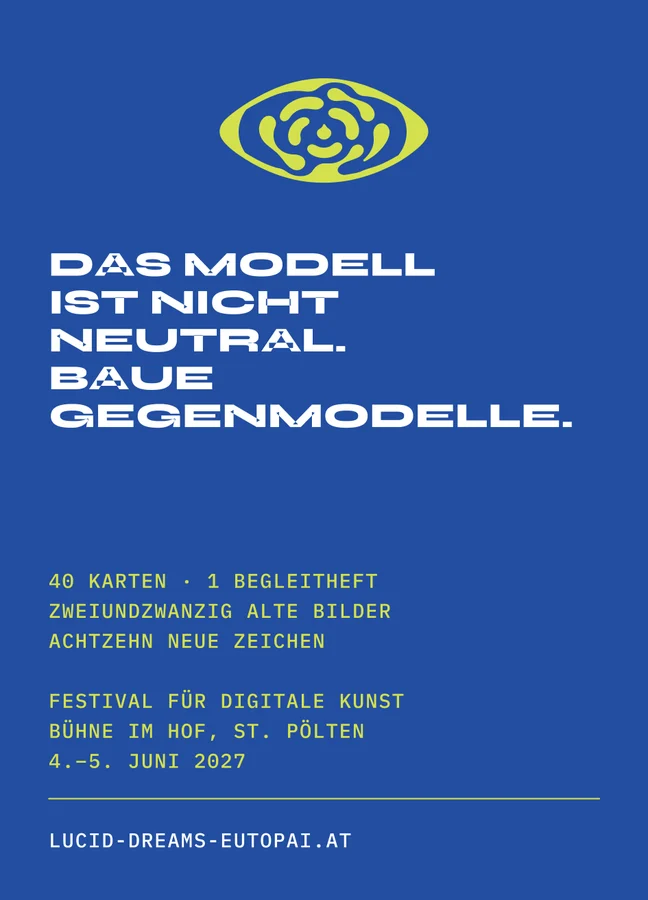 DAS MODELL
IST NICHT
NEUTRAL.
BAUE
GEGENMODELLE.
40 KARTEN · 1 BEGLEITHEFT
ZWEIUNDZWANZIG ALTE BILDER
ACHTZEHN NEUE ZEICHEN
FESTIVAL FÜR DIGITALE KUNST
BÜHNE IM HOF, ST. PÖLTEN
4.–5. JUNI 2027
LUCID-DREAMS-EUTOPAI.AT